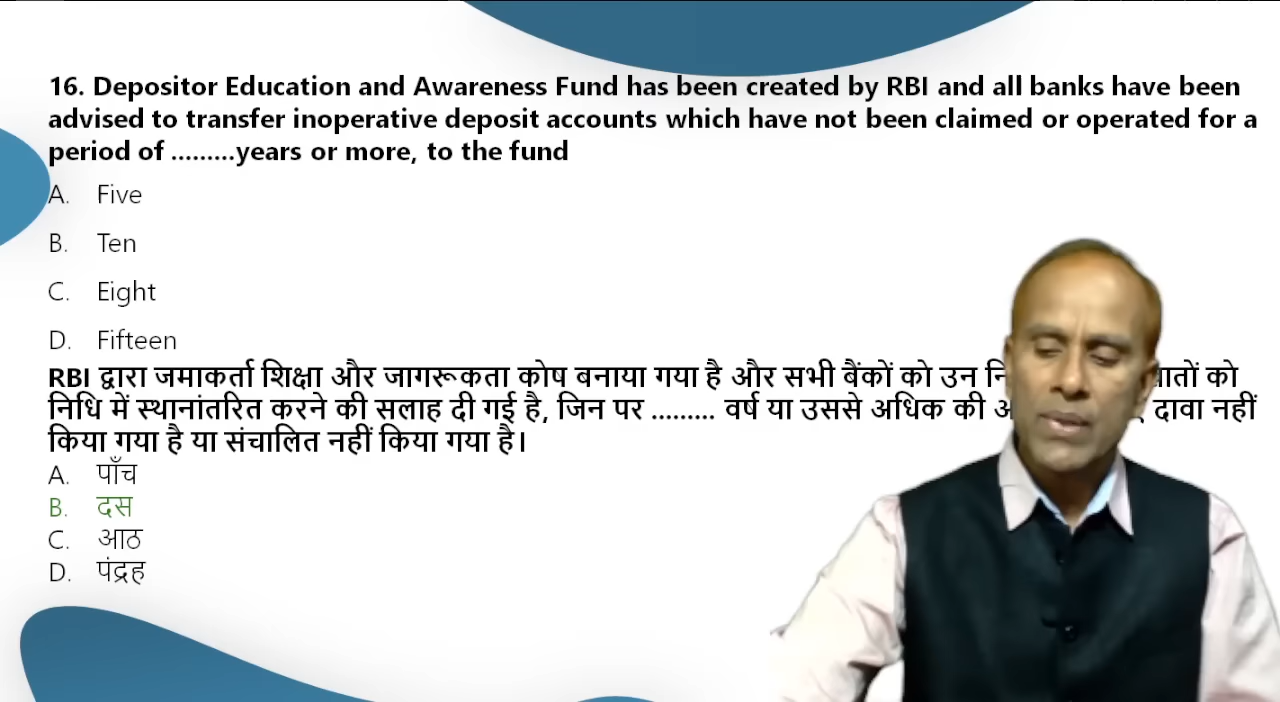 16. Depositor Education and Awareness Fund has been created by RBI and all banks have been
advised to transfer inoperative deposit accounts which have not been claimed or operated for a
period of .........years or more, to the fund
A. Five
B. Ten
C. Eight
D. Fifteen
RBI द्वारा जमाकर्ता शिक्षा और जागरूकता कोष बनाया गया है और सभी बैंकों को उन को
निधि में स्थानांतरित करने की सलाह दी गई है, जिन पर ......... वर्ष या उससे अधिक की दावा नहीं
किया गया है या संचालित नहीं किया गया है।
A. पाँच
B. दस
C. आठ
D. पंद्रह